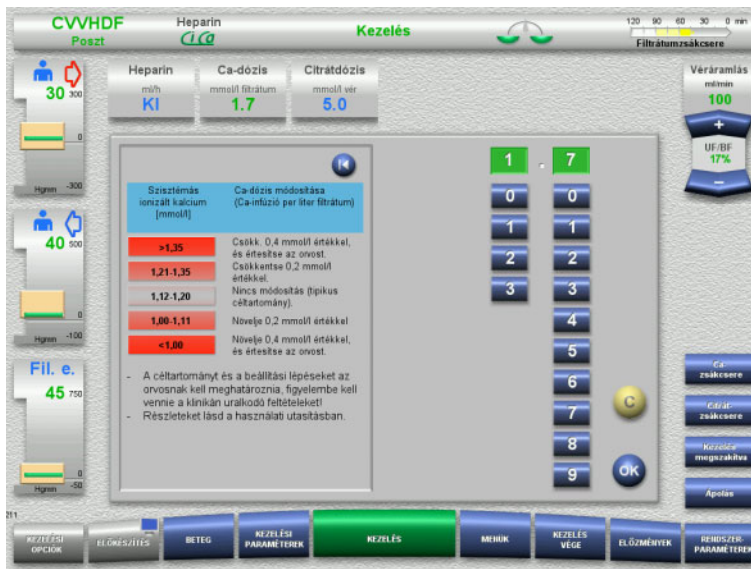 CVVHDF
Poszt
Heparin
CiCa
Kezelés
120 90 60 30 0 min
Filtrátumzsákcsere
30 300
0
Hgmm -300
40 500
0
Hgmm -100
Fil. e.
45 750
0
Hgmm -50
Heparin
ml/h
KI
Ca-dózis
mmol/l filtrátum
1.7
Citrátdózis
mmol/l vér
5.0
Szisztémás
ionizált kalcium
[mmol/l]
Ca-dózis módosítása
(Ca-infúzió per liter filtrátum)
>1,35
Csökk. 0,4 mmol/l értékkel,
és értesítse az orvost.
1,21-1,35
Csökkentse 0,2 mmol/l
értékkel.
1,12-1,20
Nincs módosítás (tipikus
céltartomány).
1,00-1,11
Növelje 0,2 mmol/l értékkel
<1,00
Növelje 0,4 mmol/l értékkel,
és értesítse az orvost.
- A céltartományt és a beállítási lépéseket az
orvosnak kell meghatároznia, figyelembe kell
vennie a klinikán uralkodó feltételeket!
- Részleteket lásd a használati utasításban.
1 . 7
0 0
1 1
2 2
3 3
4
5
6
7
8
9
C
OK
Véráramlás
ml/min
100
+
UF/BF
17%
−
Ca-
zsákcsere
Citrát-
zsákcsere
Kezelés
megszakítva
Ápolás
211
KEZELÉSI
OPCIÓK
ELŐKÉSZÍTÉS
BETEG
KEZELÉSI
PARAMÉTEREK
KEZELÉS
MENÜK
KEZELÉS
VÉGE
ELŐZMÉNYEK
RENDSZER-
PARAMÉTEREK